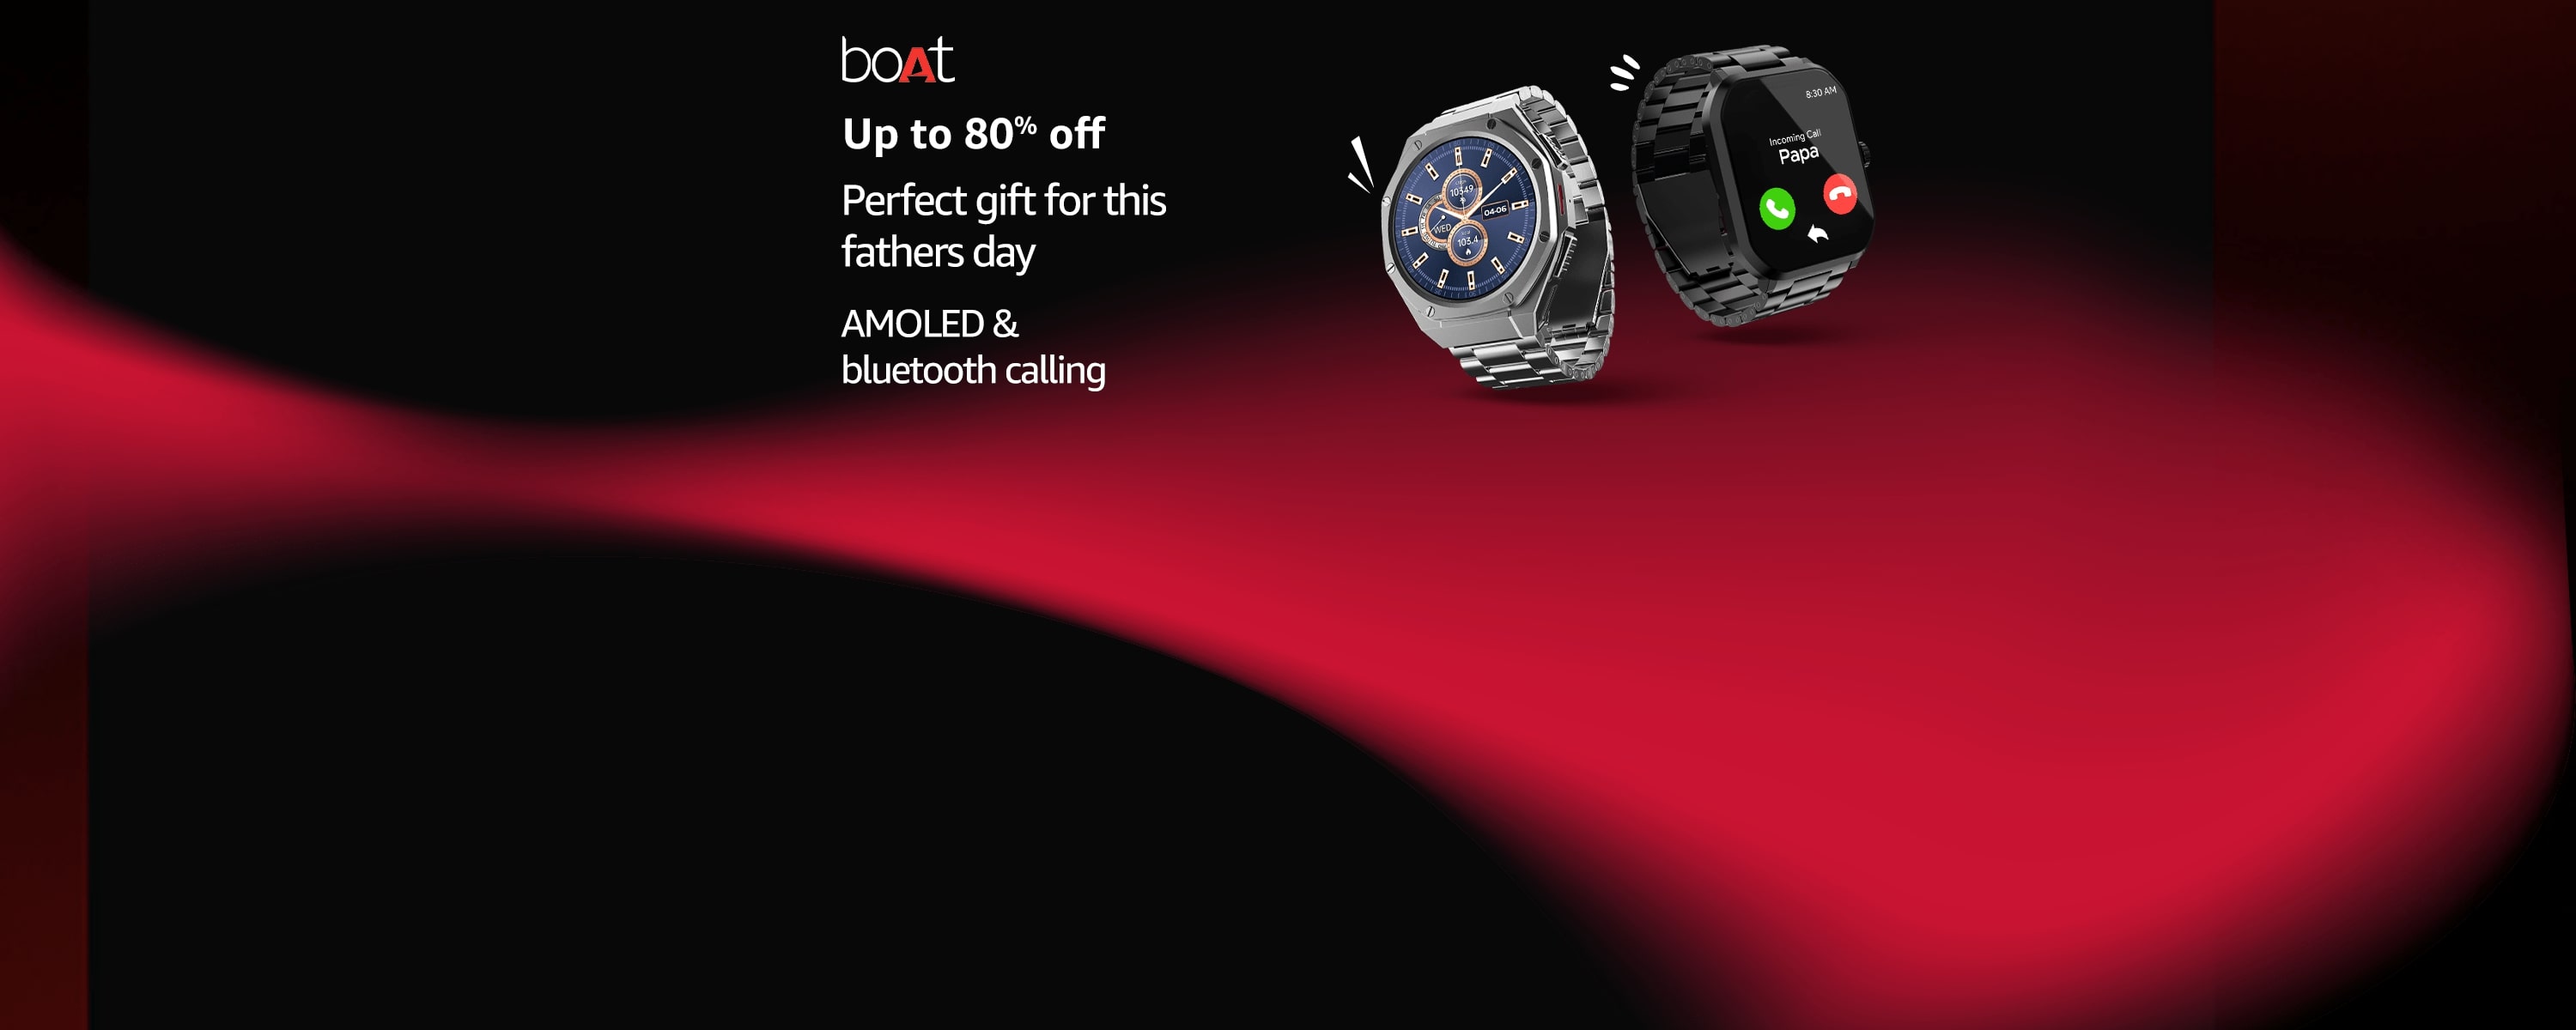 boAt
Up to 80% off
Perfect gift for this
fathers day
AMOLED &
bluetooth calling
10349
04-06
WED
103.4
8:30 AM
Incoming Call
Papa